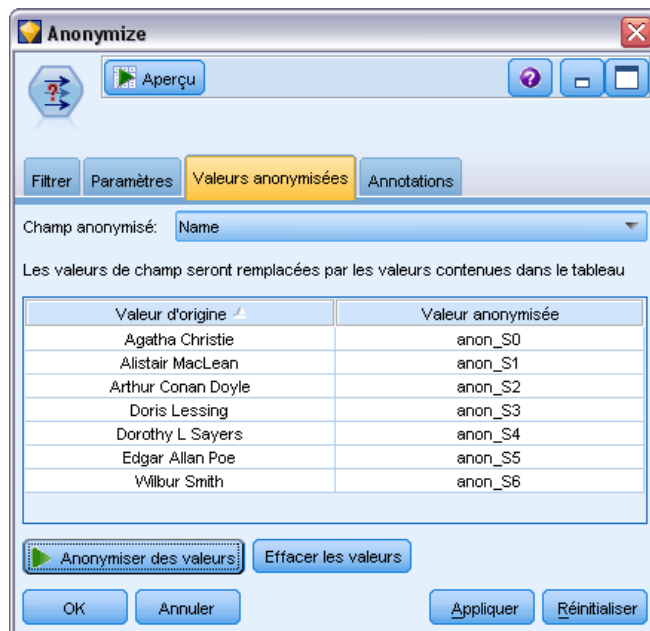 Anonymize
Aperçu
Filtrer Paramètres Valeurs anonymisées Annotations
Champ anonymisé: Name
Les valeurs de champ seront remplacées par les valeurs contenues dans le tableau
Valeur d'origine Valeur anonymisée
Agatha Christie anon_S0
Alistair MacLean anon_S1
Arthur Conan Doyle anon_S2
Doris Lessing anon_S3
Dorothy L Sayers anon_S4
Edgar Allan Poe anon_S5
Wilbur Smith anon_S6
Anonymiser des valeurs Effacer les valeurs
OK Annuler Appliquer Réinitialiser